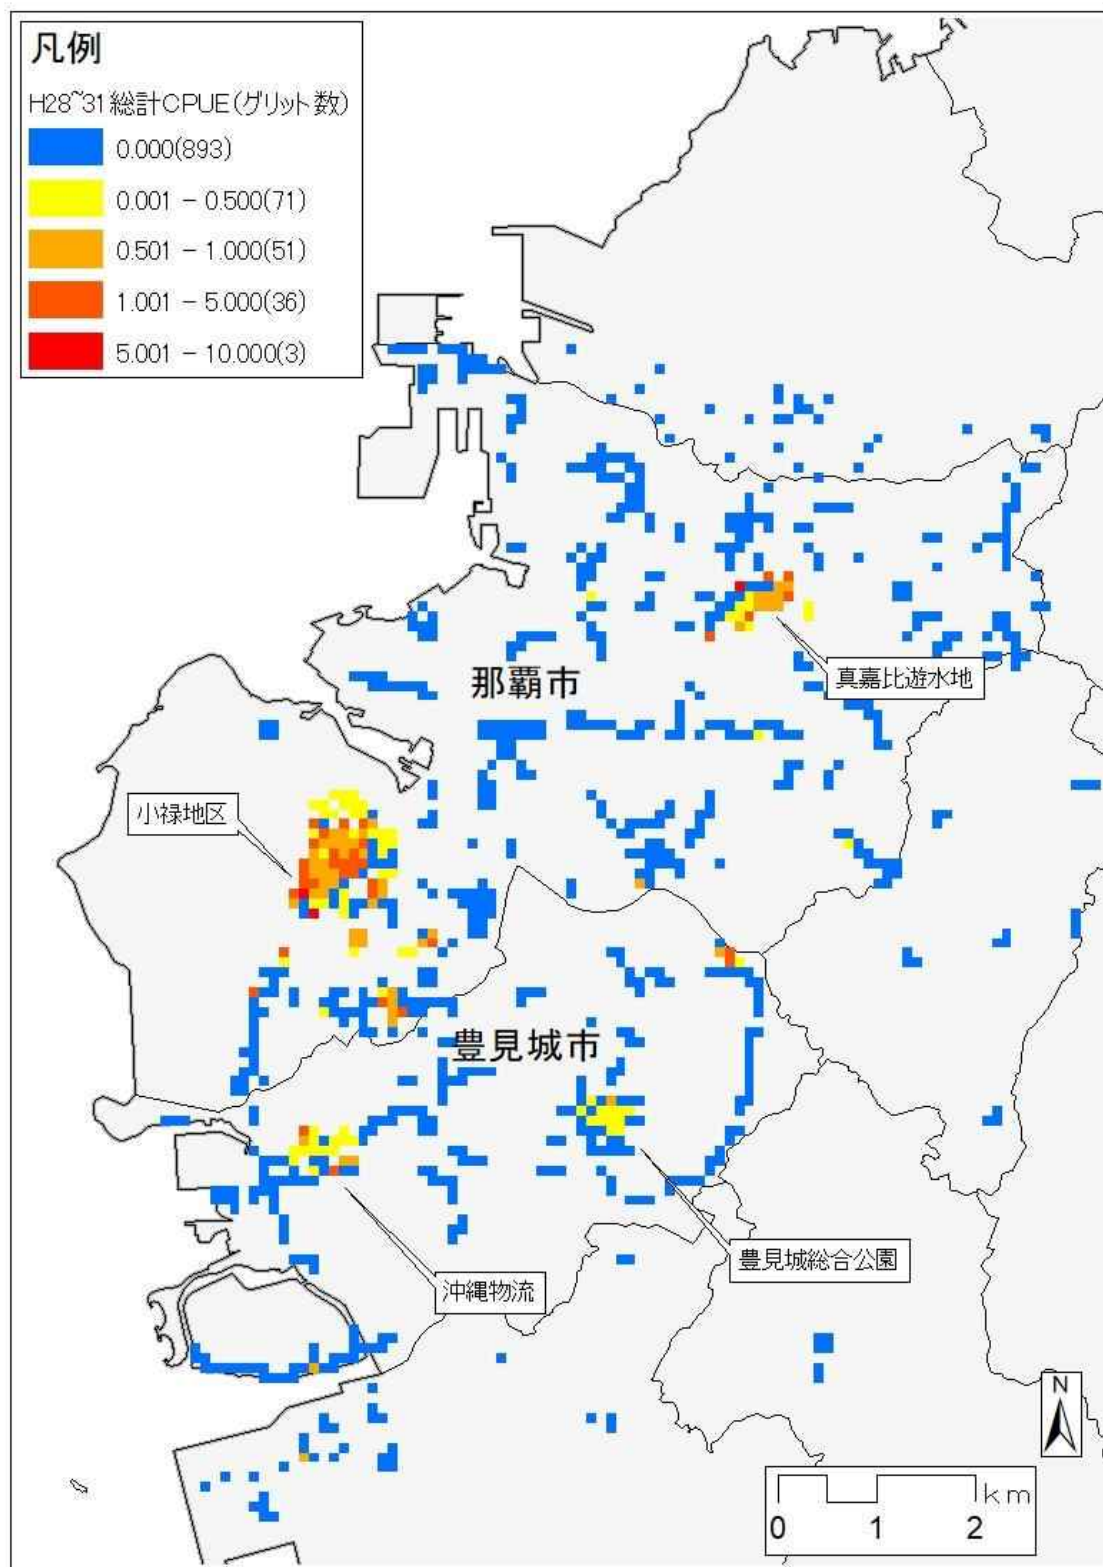 凡例
H28~31総計CPUE(グリット数)
0.000(893)
0.001 - 0.500(71)
0.501 - 1.000(51)
1.001 - 5.000(36)
5.001 - 10.000(3)
那覇市
真嘉比遊水地
小禄地区
豊見城市
豊見城総合公園
沖縄物流
N
km
0 1 2